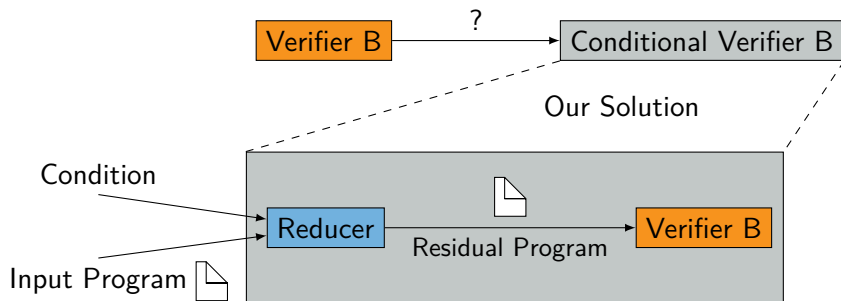 ?
Verifier B
Conditional Verifier B
Our Solution
Condition
Reducer
Residual Program
Verifier B
Input Program